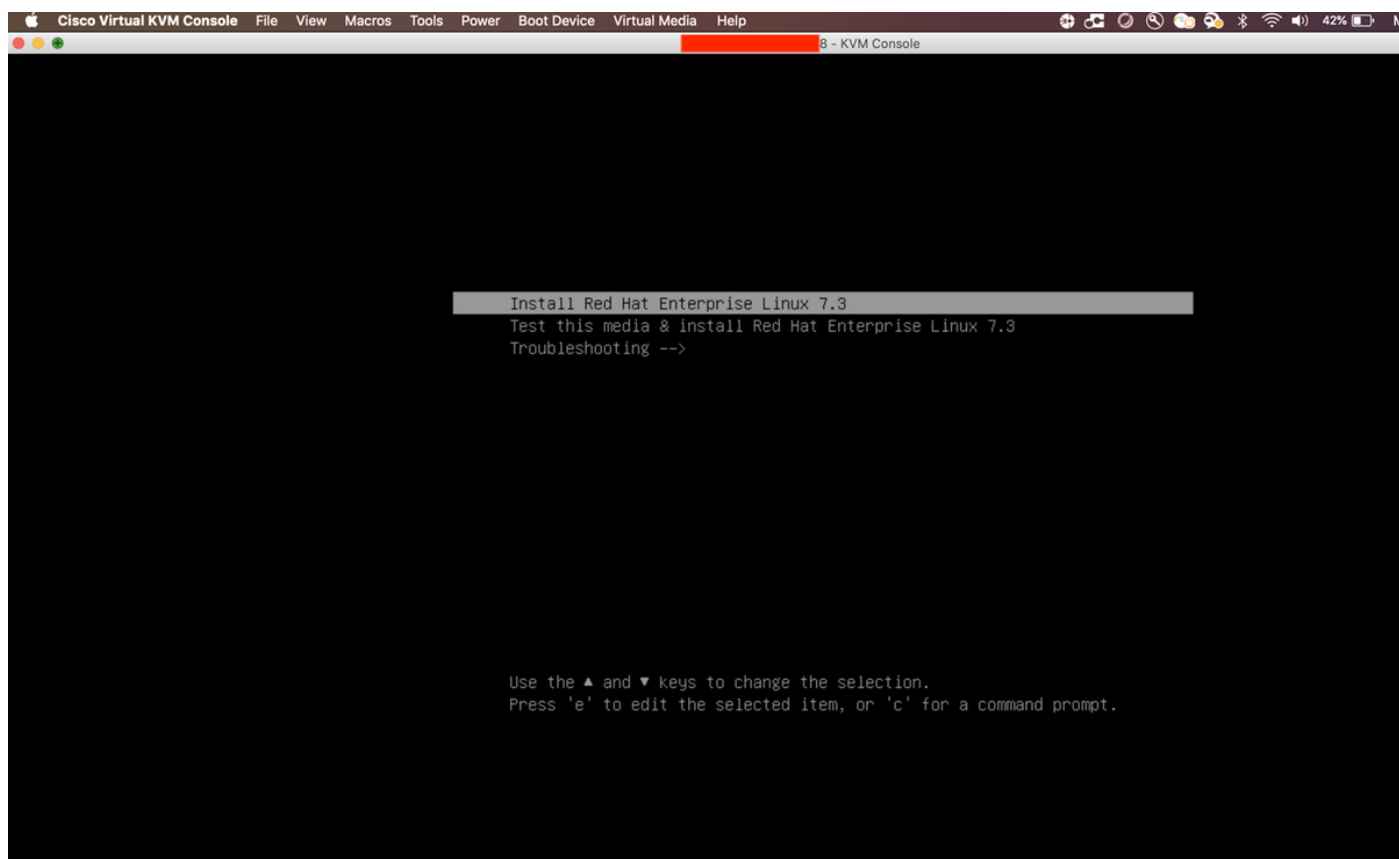 Cisco Virtual KVM Console File View Macros Tools Power Boot Device Virtual Media Help 42%
8 - KVM Console
Install Red Hat Enterprise Linux 7.3
Test this media & install Red Hat Enterprise Linux 7.3
Troubleshooting -->
Use the ▲ and ▼ keys to change the selection.
Press 'e' to edit the selected item, or 'c' for a command prompt.